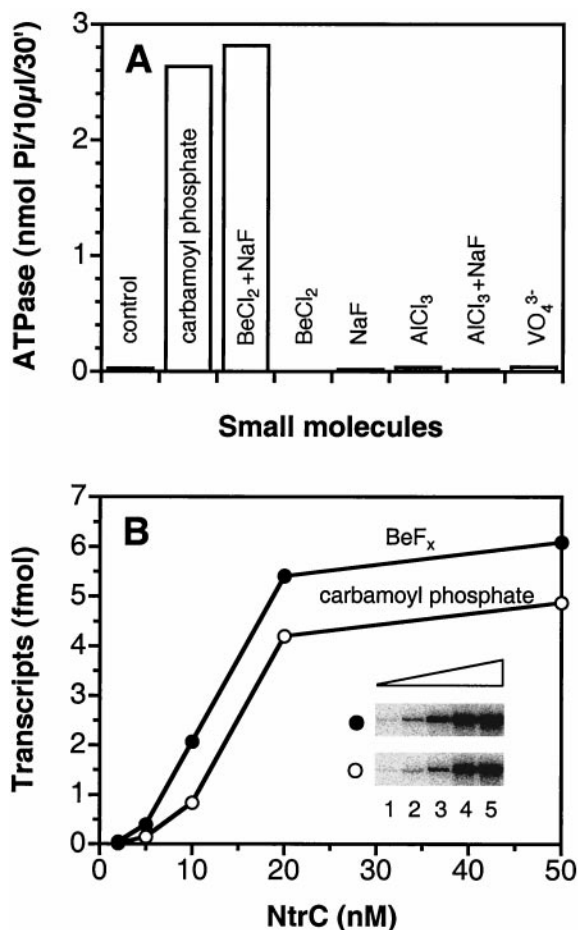 A
ATPase (nmol Pi/10µl/30')
3
2
1
0
control
carbamoyl phosphate
BeCl₂ +NaF
BeCl₂
NaF
AlCl₃
AlCl₃+NaF
VO₄³⁻
Small molecules
B
Transcripts (fmol)
7
6
5
4
3
2
1
0
BeFₓ
carbamoyl phosphate
1 2 3 4 5
0 10 20 30 40 50
NtrC (nM)